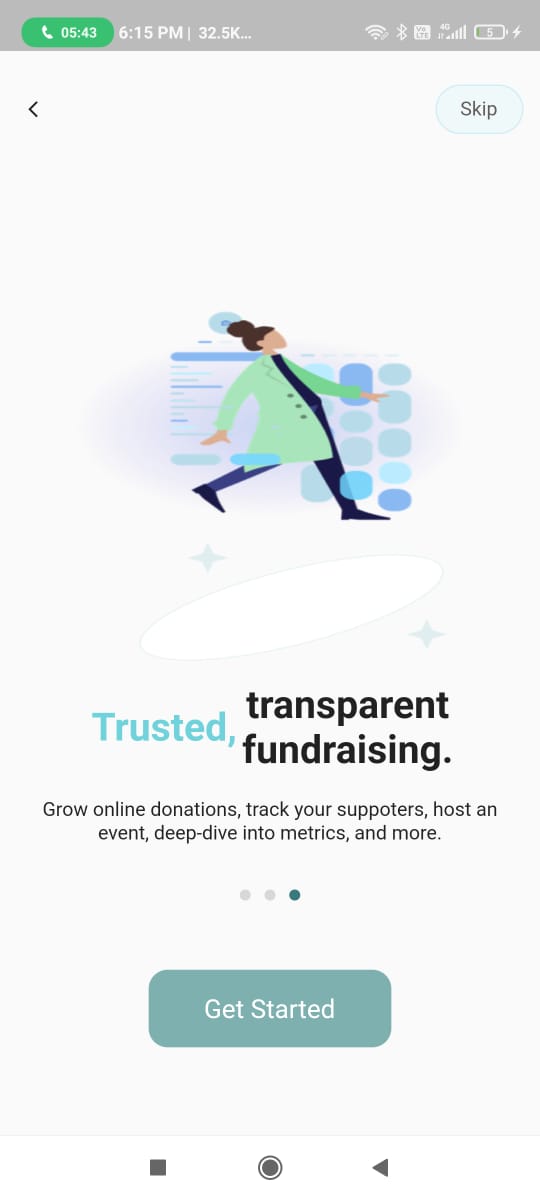 05:43 6:15 PM | 32.5K...
4G
5
Skip
Trusted, transparent
fundraising.
Grow online donations, track your suppoters, host an
event, deep-dive into metrics, and more.
Get Started